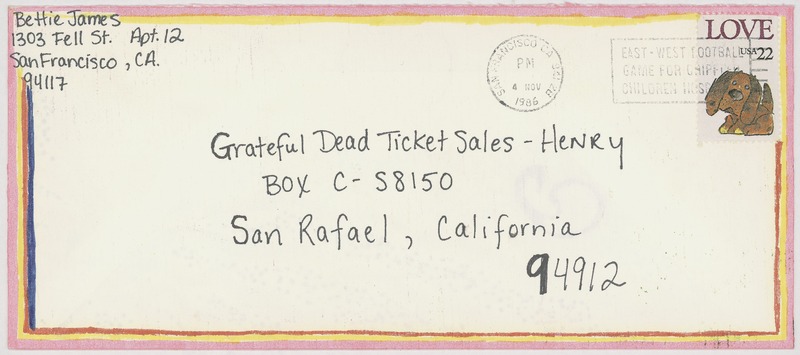 Bettie James
1303 Fell St. Apt. 12
San Francisco, CA.
94117
SAN FRANCISCO CA
PM
4 NOV
1986
EAST-WEST FOOTBALL
GAME FOR CRIPPLED
CHILDREN
LOVE
USA 22
Grateful Dead Ticket Sales - HENRY
BOX C-S8150
San Rafael, California
94912